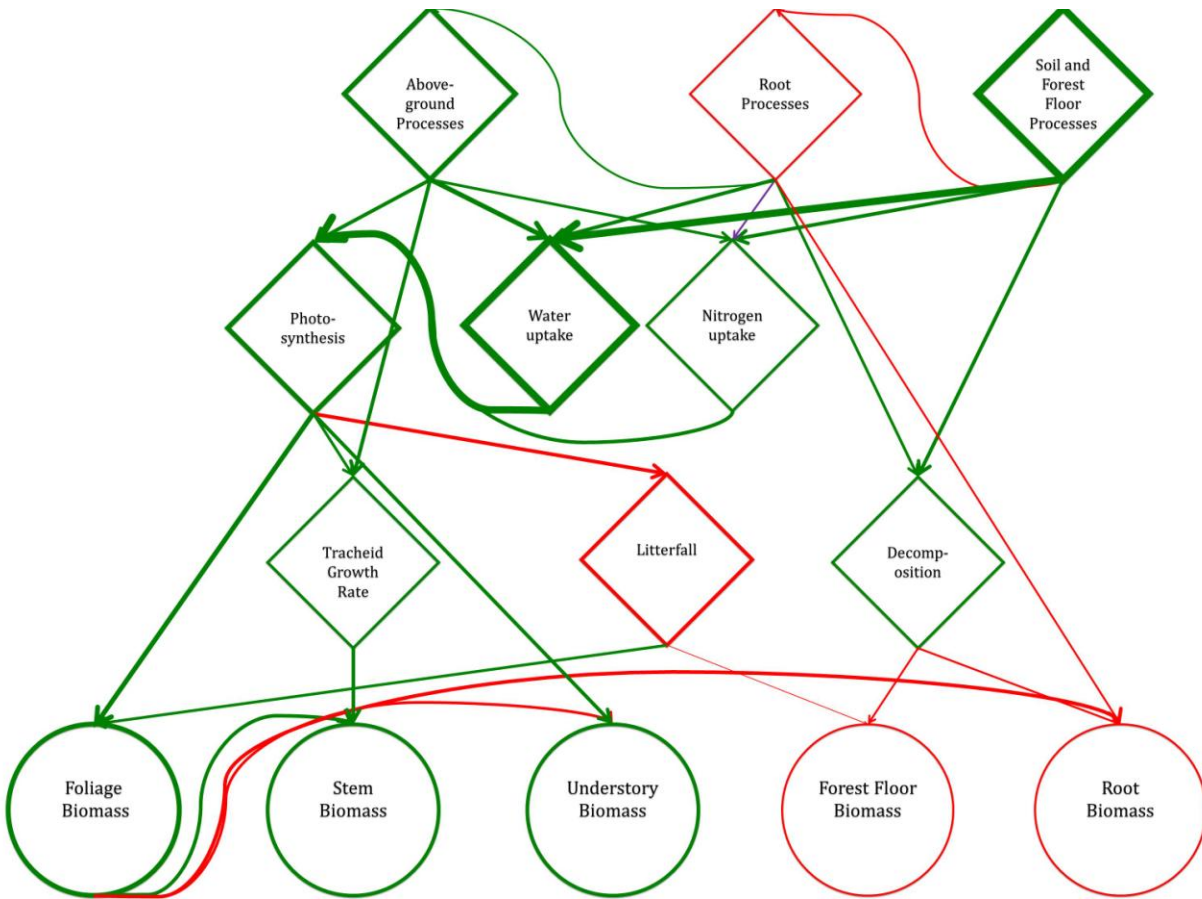 Above-
ground
Processes
Root
Processes
Soil and
Forest
Floor
Processes
Photo-
synthesis
Water
uptake
Nitrogen
uptake
Tracheid
Growth
Rate
Litterfall
Decomp-
osition
Foliage
Biomass
Stem
Biomass
Understory
Biomass
Forest Floor
Biomass
Root
Biomass